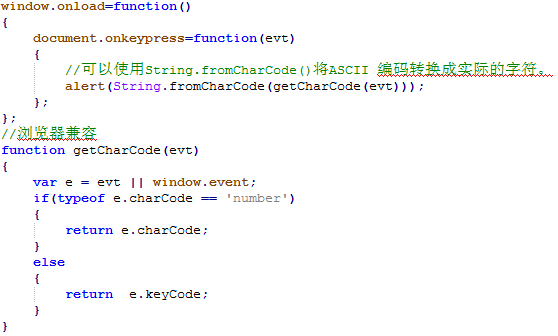 window.onload=function()
{
    document.onkeypress=function(evt)
    {
        //可以使用String.fromCharCode()将ASCII 编码转换成实际的字符。
        alert(String.fromCharCode(getCharCode(evt)));
    };
};
//浏览器兼容
function getCharCode(evt)
{
    var e = evt || window.event;
    if(typeof e.charCode == 'number')
    {
        return e.charCode;
    }
    else
    {
        return  e.keyCode;
    }
}